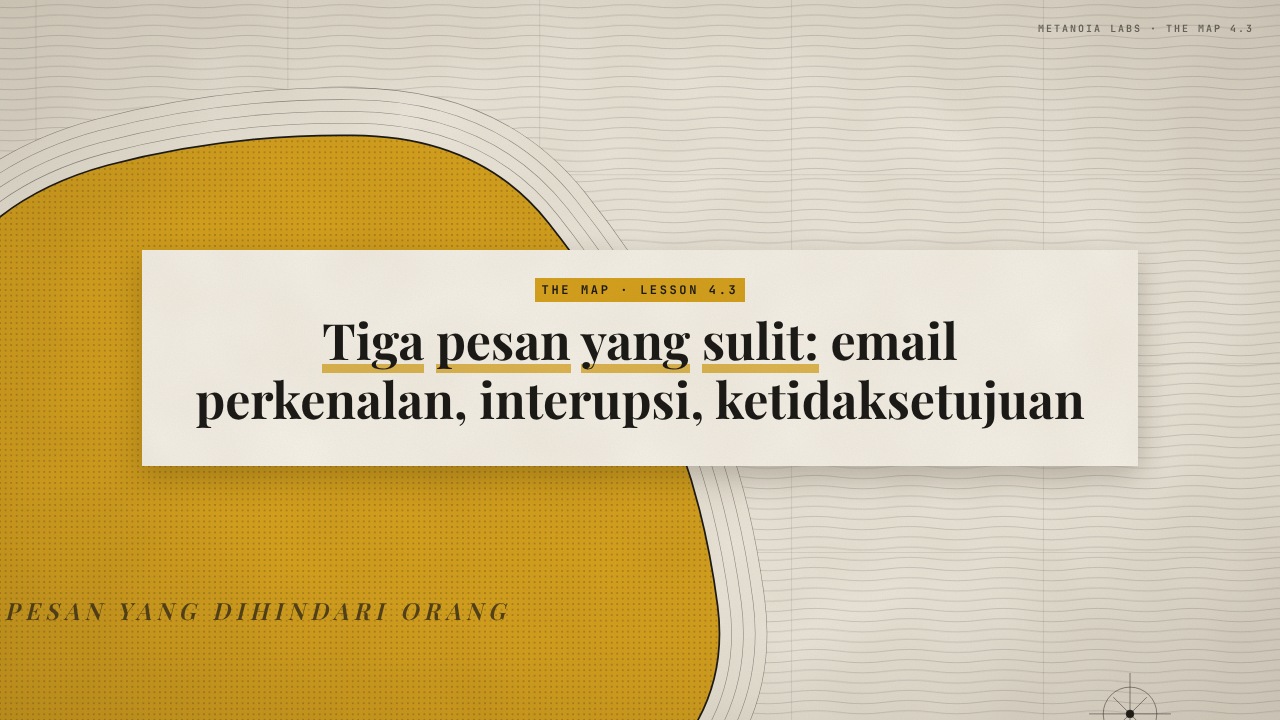 METANOIA LABS · THE MAP 4.3
THE MAP · LESSON 4.3
Tiga pesan yang sulit: email
perkenalan, interupsi, ketidaksetujuan
PESAN YANG DIHINDARI ORANG